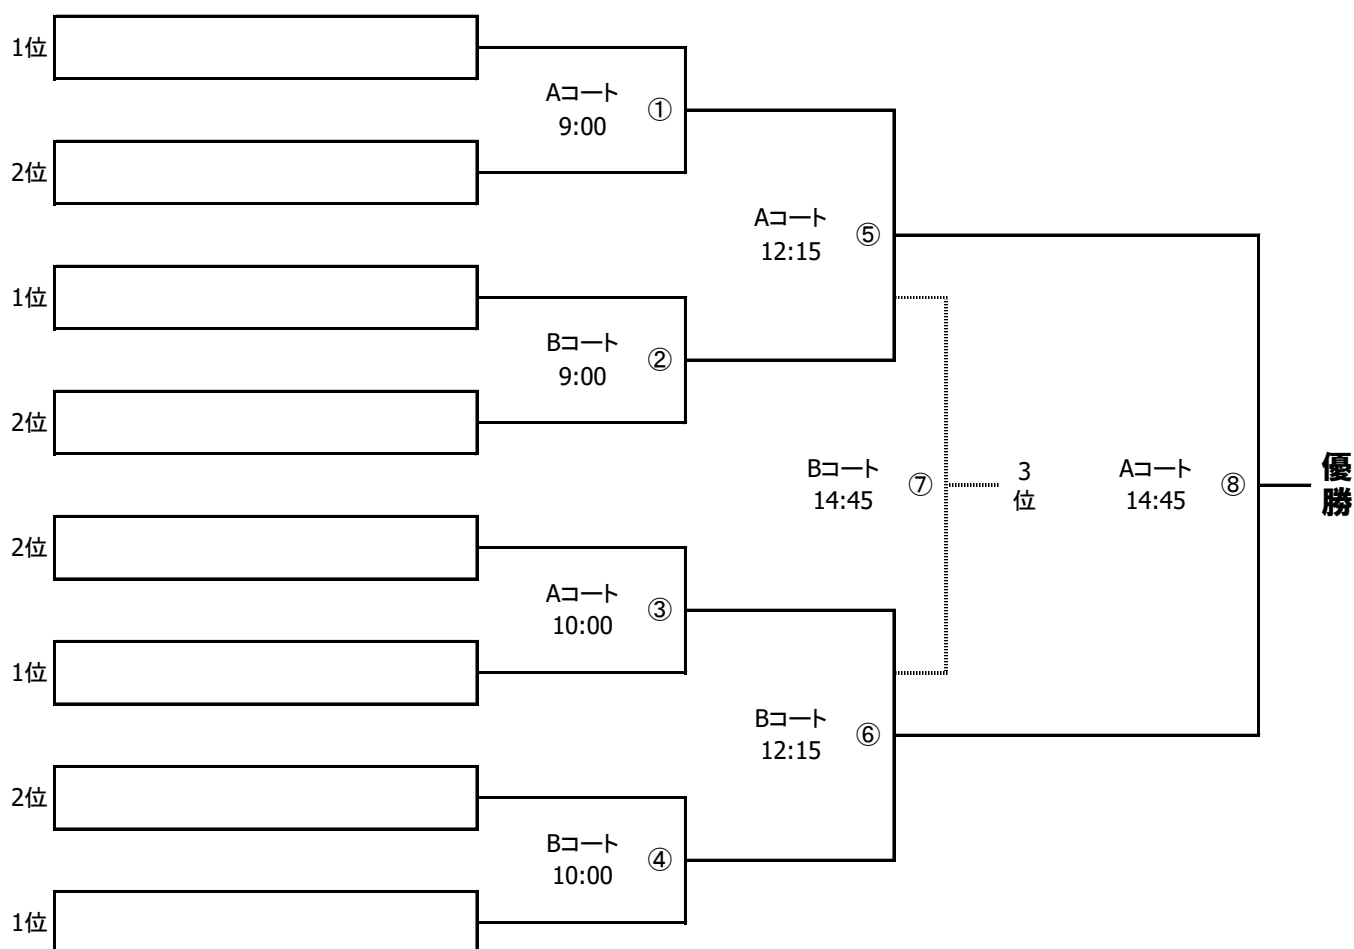 1位
Aコート
9:00
①
2位
Aコート
12:15
⑤
1位
Bコート
9:00
②
2位
Bコート
14:45
⑦
3
位
Aコート
14:45
⑧
優
勝
2位
Aコート
10:00
③
1位
Bコート
12:15
⑥
2位
Bコート
10:00
④
1位